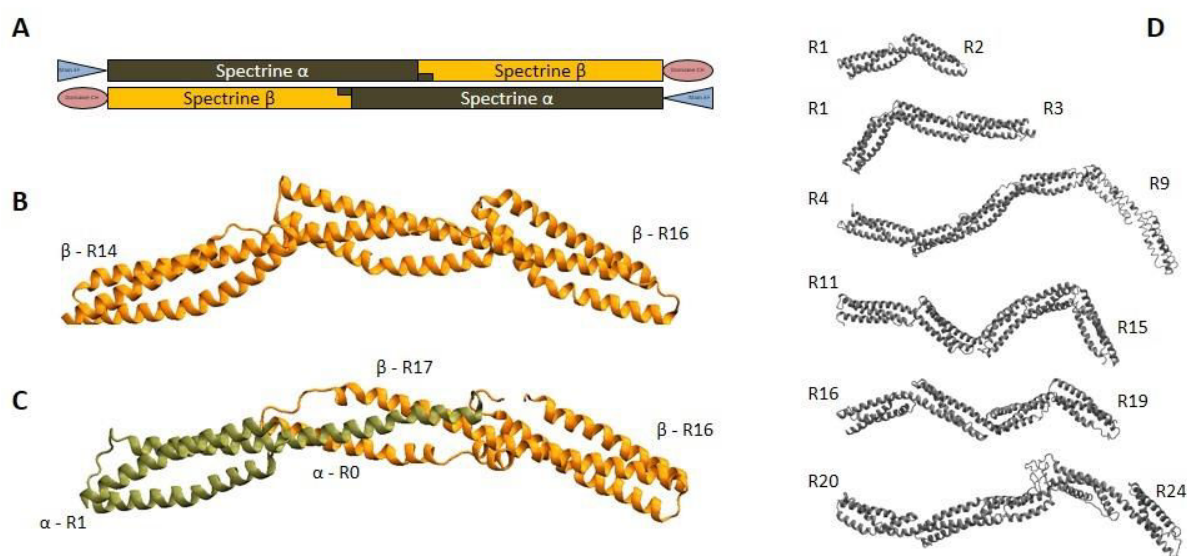 A
Spectrine α
Spectrine β
Spectrine β
Spectrine α
B
β - R14
β - R16
C
β - R17
β - R16
α - R0
α - R1
D
R1
R2
R1
R3
R4
R9
R11
R15
R16
R19
R20
R24